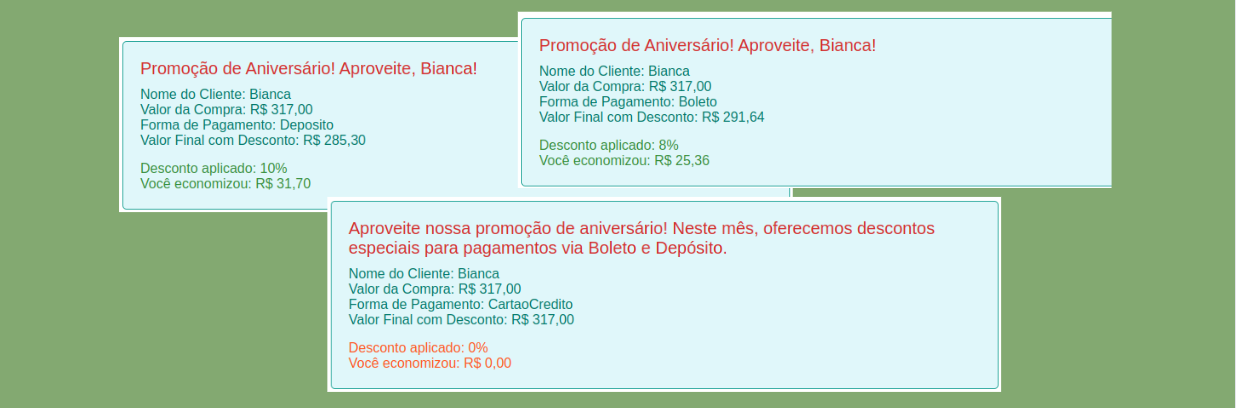 Promoção de Aniversário! Aproveite, Bianca!
Nome do Cliente: Bianca
Valor da Compra: R$ 317,00
Forma de Pagamento: Deposito
Valor Final com Desconto: R$ 285,30
Desconto aplicado: 10%
Você economizou: R$ 31,70
Promoção de Aniversário! Aproveite, Bianca!
Nome do Cliente: Bianca
Valor da Compra: R$ 317,00
Forma de Pagamento: Boleto
Valor Final com Desconto: R$ 291,64
Desconto aplicado: 8%
Você economizou: R$ 25,36
Aproveite nossa promoção de aniversário! Neste mês, oferecemos descontos
especiais para pagamentos via Boleto e Depósito.
Nome do Cliente: Bianca
Valor da Compra: R$ 317,00
Forma de Pagamento: CartaoCredito
Valor Final com Desconto: R$ 317,00
Desconto aplicado: 0%
Você economizou: R$ 0,00